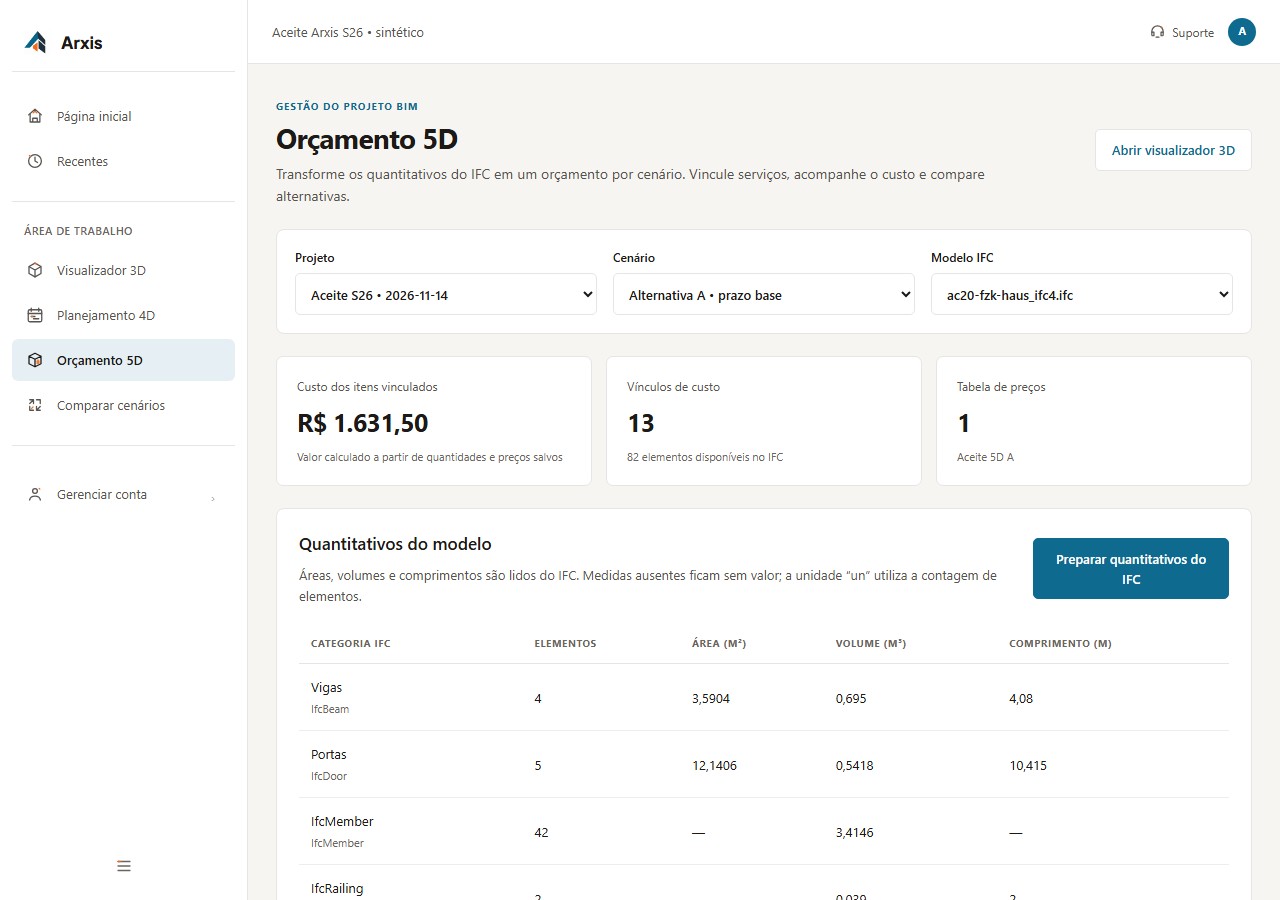 Arxis
Página inicial
Recentes
ÁREA DE TRABALHO
Visualizador 3D
Planejamento 4D
Orçamento 5D
Comparar cenários
Gerenciar conta
Aceite Arxis S26 • sintético
Suporte
A
GESTÃO DO PROJETO BIM
Orçamento 5D
Transforme os quantitativos do IFC em um orçamento por cenário. Vincule serviços, acompanhe o custo e compare
alternativas.
Abrir visualizador 3D
Projeto
Aceite S26 • 2026-11-14
Cenário
Alternativa A • prazo base
Modelo IFC
ac20-fzk-haus_ifc4.ifc
Custo dos itens vinculados
R$ 1.631,50
Valor calculado a partir de quantidades e preços salvos
Vínculos de custo
13
82 elementos disponíveis no IFC
Tabela de preços
1
Aceite 5D A
Quantitativos do modelo
Áreas, volumes e comprimentos são lidos do IFC. Medidas ausentes ficam sem valor; a unidade “un” utiliza a contagem de
elementos.
Preparar quantitativos do
IFC
CATEGORIA IFC ELEMENTOS ÁREA (M²) VOLUME (M³) COMPRIMENTO (M)
Vigas
IfcBeam
4 3,5904 0,695 4,08
Portas
IfcDoor
5 12,1406 0,5418 10,415
IfcMember
IfcMember
42 — 3,4146 —
IfcRailing
2 0,039 2